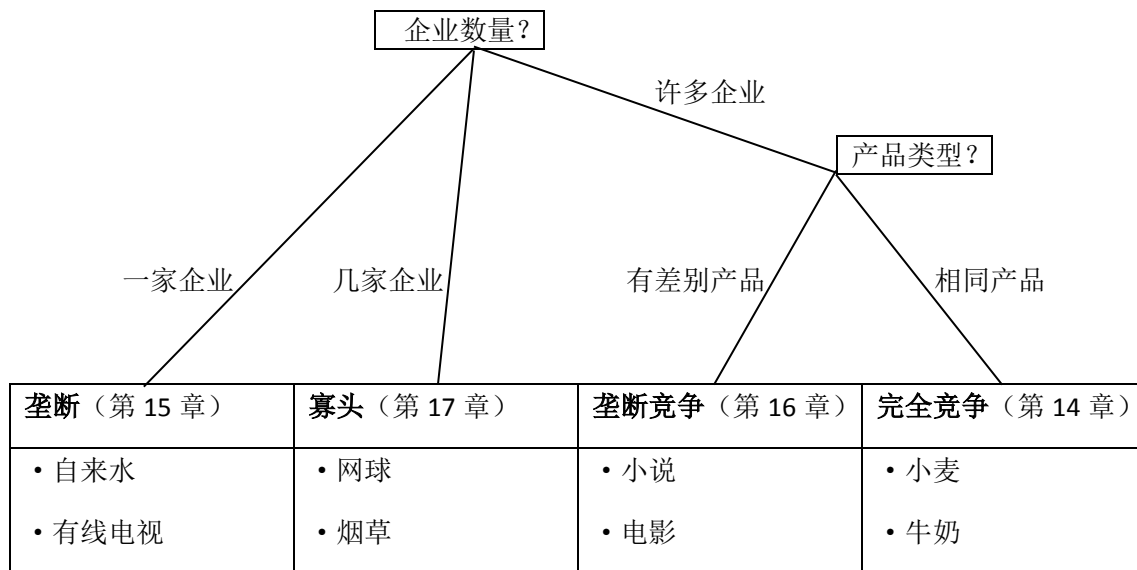 企业数量？
许多企业
产品类型？
一家企业
几家企业
有差别产品
相同产品
垄断（第 15 章）
寡头（第 17 章）
垄断竞争（第 16 章）
完全竞争（第 14 章）
·自来水
·网球
·小说
·小麦
·有线电视
·烟草
·电影
·牛奶